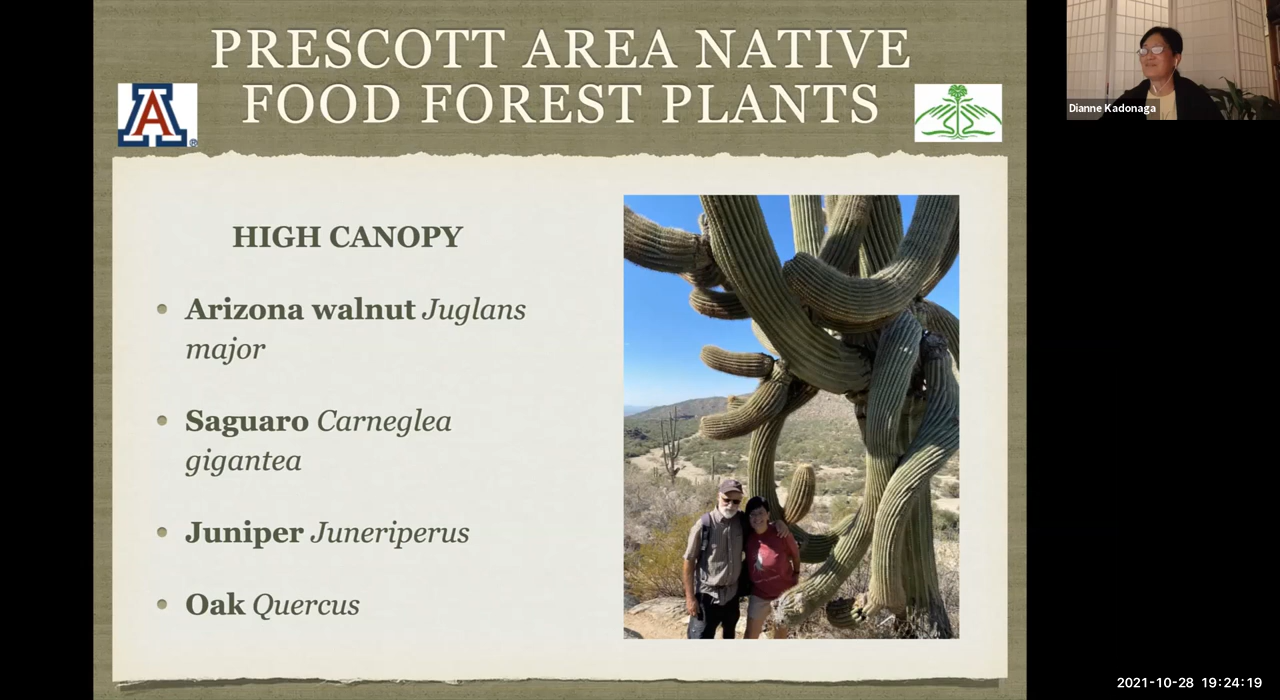 PRESCOTT AREA NATIVE
FOOD FOREST PLANTS
A
®
HIGH CANOPY
Arizona walnut Juglans
major
Saguaro Carneglea
gigantea
Juniper Juneriperus
Oak Quercus
Dianne Kadonaga
2021-10-28 19:24:19